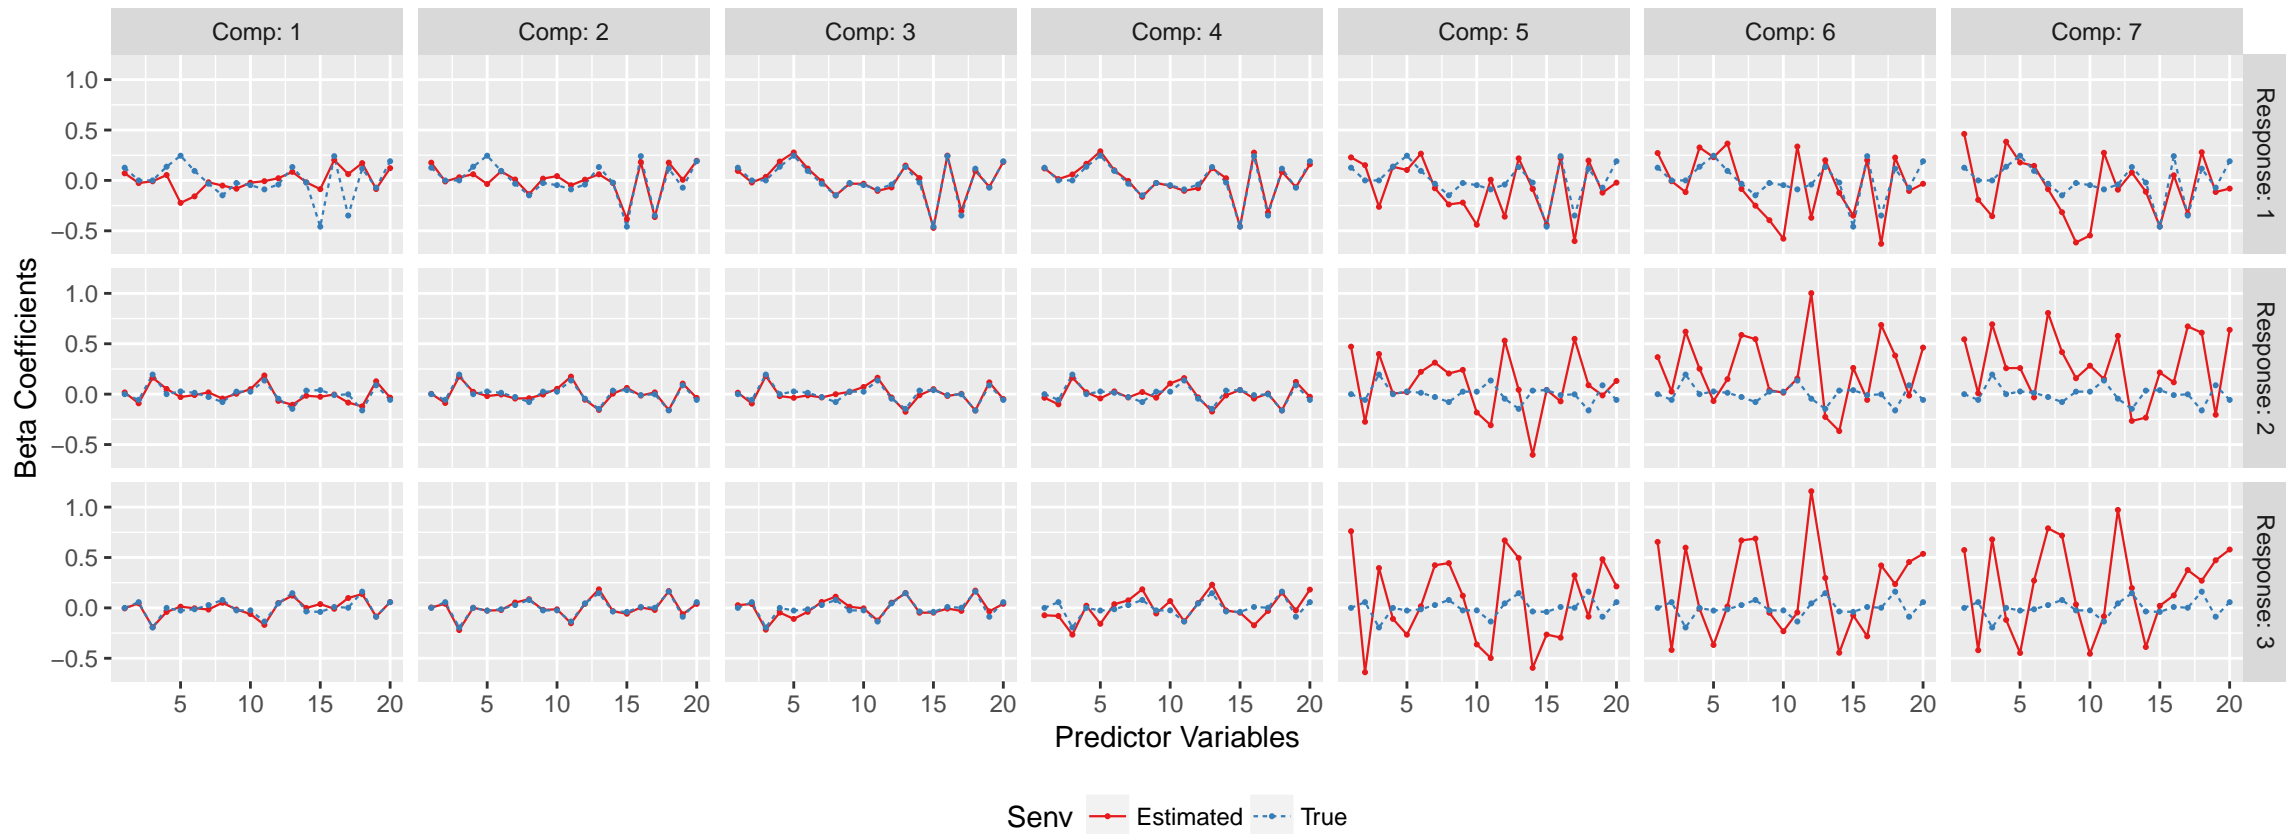 Comp: 1 Comp: 2 Comp: 3 Comp: 4 Comp: 5 Comp: 6 Comp: 7
1.0
0.5
0.0
−0.5
Response: 1
1.0
0.5
0.0
−0.5
Response: 2
1.0
0.5
0.0
−0.5
Response: 3
Beta Coefficients
5 10 15 20 5 10 15 20 5 10 15 20 5 10 15 20 5 10 15 20 5 10 15 20 5 10 15 20
Predictor Variables
Senv Estimated True